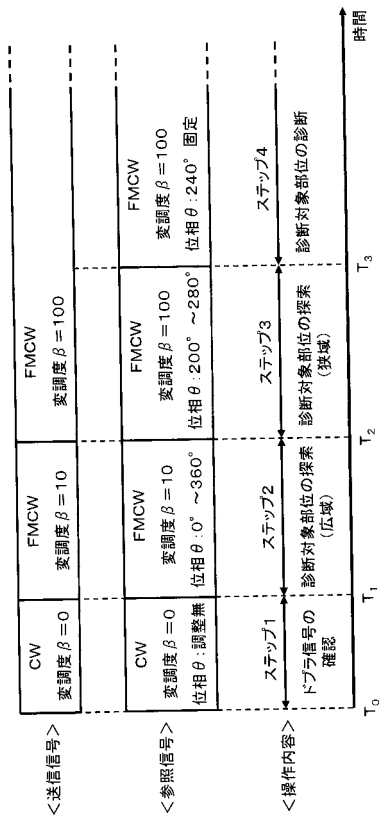 <送信信号>
CW
変調度β=0
FMCW
変調度β=10
FMCW
変調度β=100
<参照信号>
CW
変調度β=0
位相θ:調整無
FMCW
変調度β=10
位相θ:0°~360°
FMCW
変調度β=100
位相θ:200°~280°
FMCW
変調度β=100
位相θ:240° 固定
<操作内容>
ステップ1
ドプラ信号の
確認
ステップ2
診断対象部位の探索
(広域)
ステップ3
診断対象部位の探索
(狭域)
ステップ4
診断対象部位の診断
T0
T1
T2
T3
時間